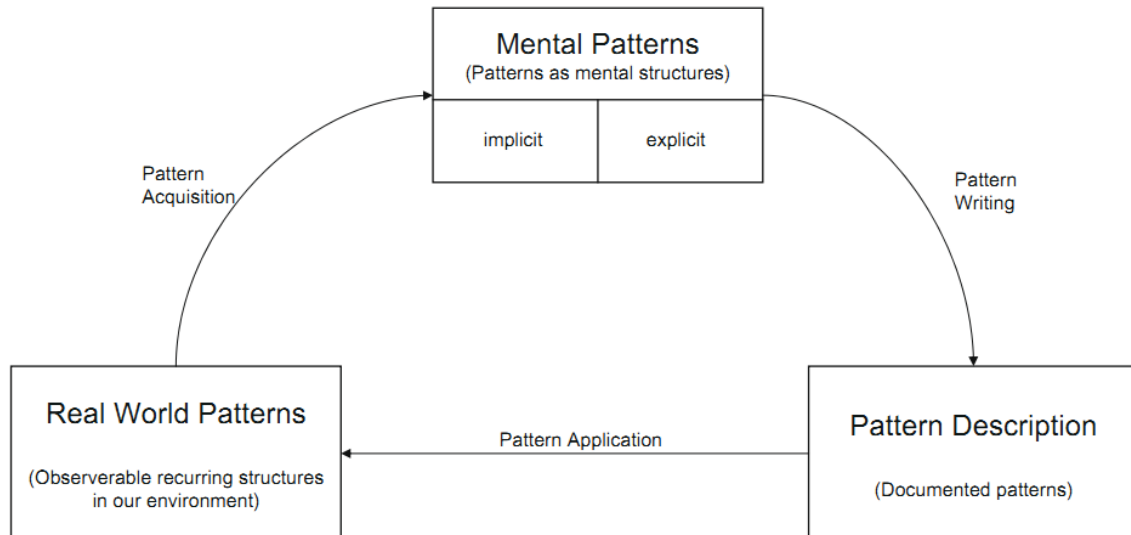 Mental Patterns
(Patterns as mental structures)
implicit
explicit
Pattern
Acquisition
Pattern
Writing
Real World Patterns
(Observerable recurring structures
in our environment)
Pattern Application
Pattern Description
(Documented patterns)